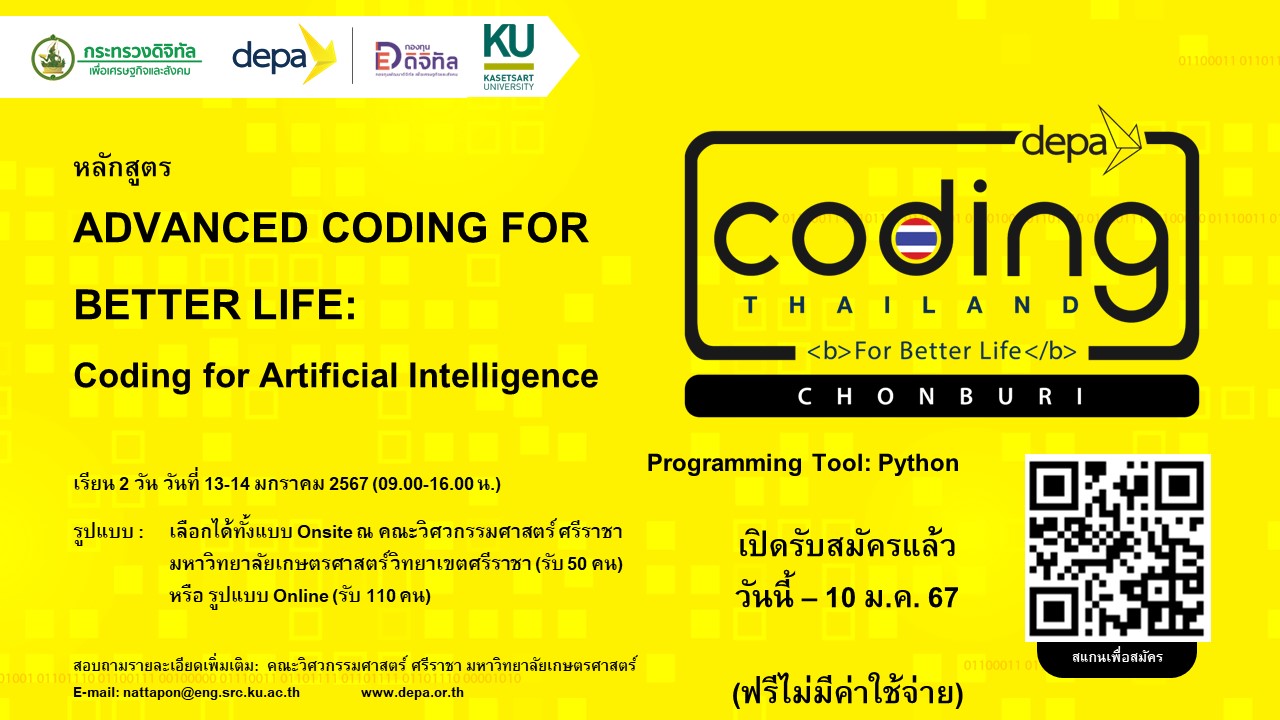 กระทรวงดิจิทัล
เพื่อเศรษฐกิจและสังคม
depa
กองทุน
ดิจิทัล
KU
KASETSART
UNIVERSITY
หลักสูตร
ADVANCED CODING FOR
BETTER LIFE:
Coding for Artificial Intelligence
เรียน 2 วัน วันที่ 13-14 มกราคม 2567 (09.00-16.00 น.)
รูปแบบ : เลือกได้ทั้งแบบ Onsite ณ คณะวิศวกรรมศาสตร์ ศรีราชา
มหาวิทยาลัยเกษตรศาสตร์ วิทยาเขตศรีราชา (รับ 50 คน)
หรือ รูปแบบ Online (รับ 110 คน)
สอบถามรายละเอียดเพิ่มเติม: คณะวิศวกรรมศาสตร์ ศรีราชา มหาวิทยาลัยเกษตรศาสตร์
E-mail: nattapon@eng.src.ku.ac.th www.depa.or.th
depa
coding
THAILAND
<b>For Better Life</b>
CHONBURI
Programming Tool: Python
เปิดรับสมัครแล้ว
วันนี้ – 10 ม.ค. 67
(ฟรีไม่มีค่าใช้จ่าย)
สแกนเพื่อสมัคร